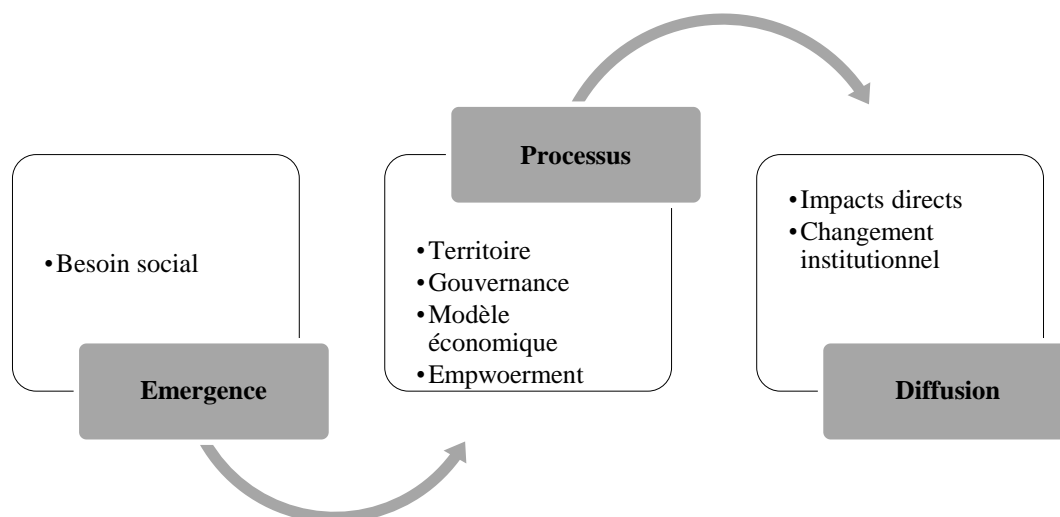 •Besoin social
Emergence
Processus
•Territoire
•Gouvernance
•Modèle
économique
•Empwoerment
•Impacts directs
•Changement
institutionnel
Diffusion